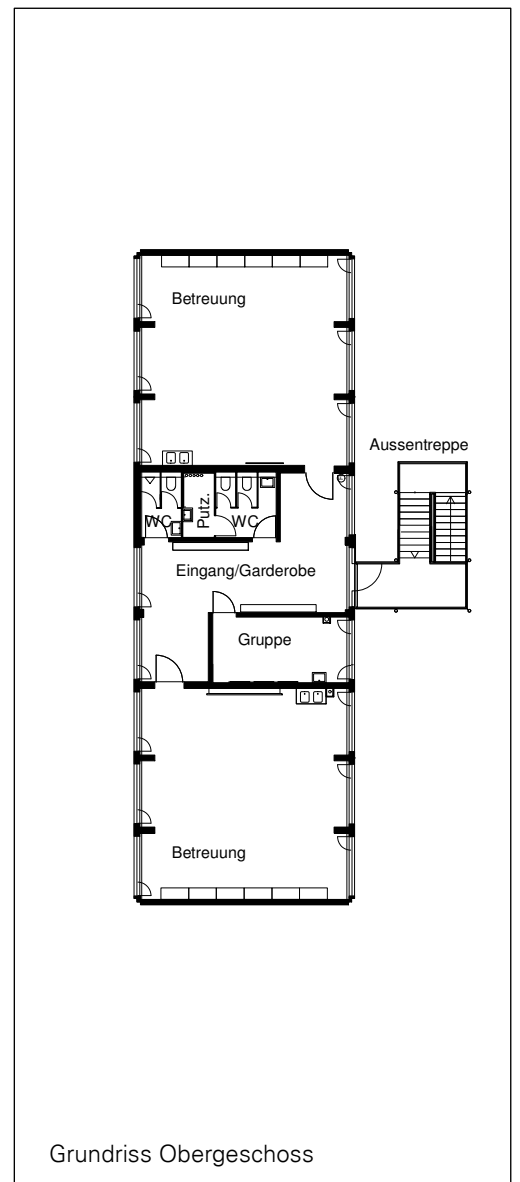 Betreuung
Aussentreppe
WC
Putz.
WC
Eingang/Garderobe
Gruppe
Betreuung
Grundriss Obergeschoss